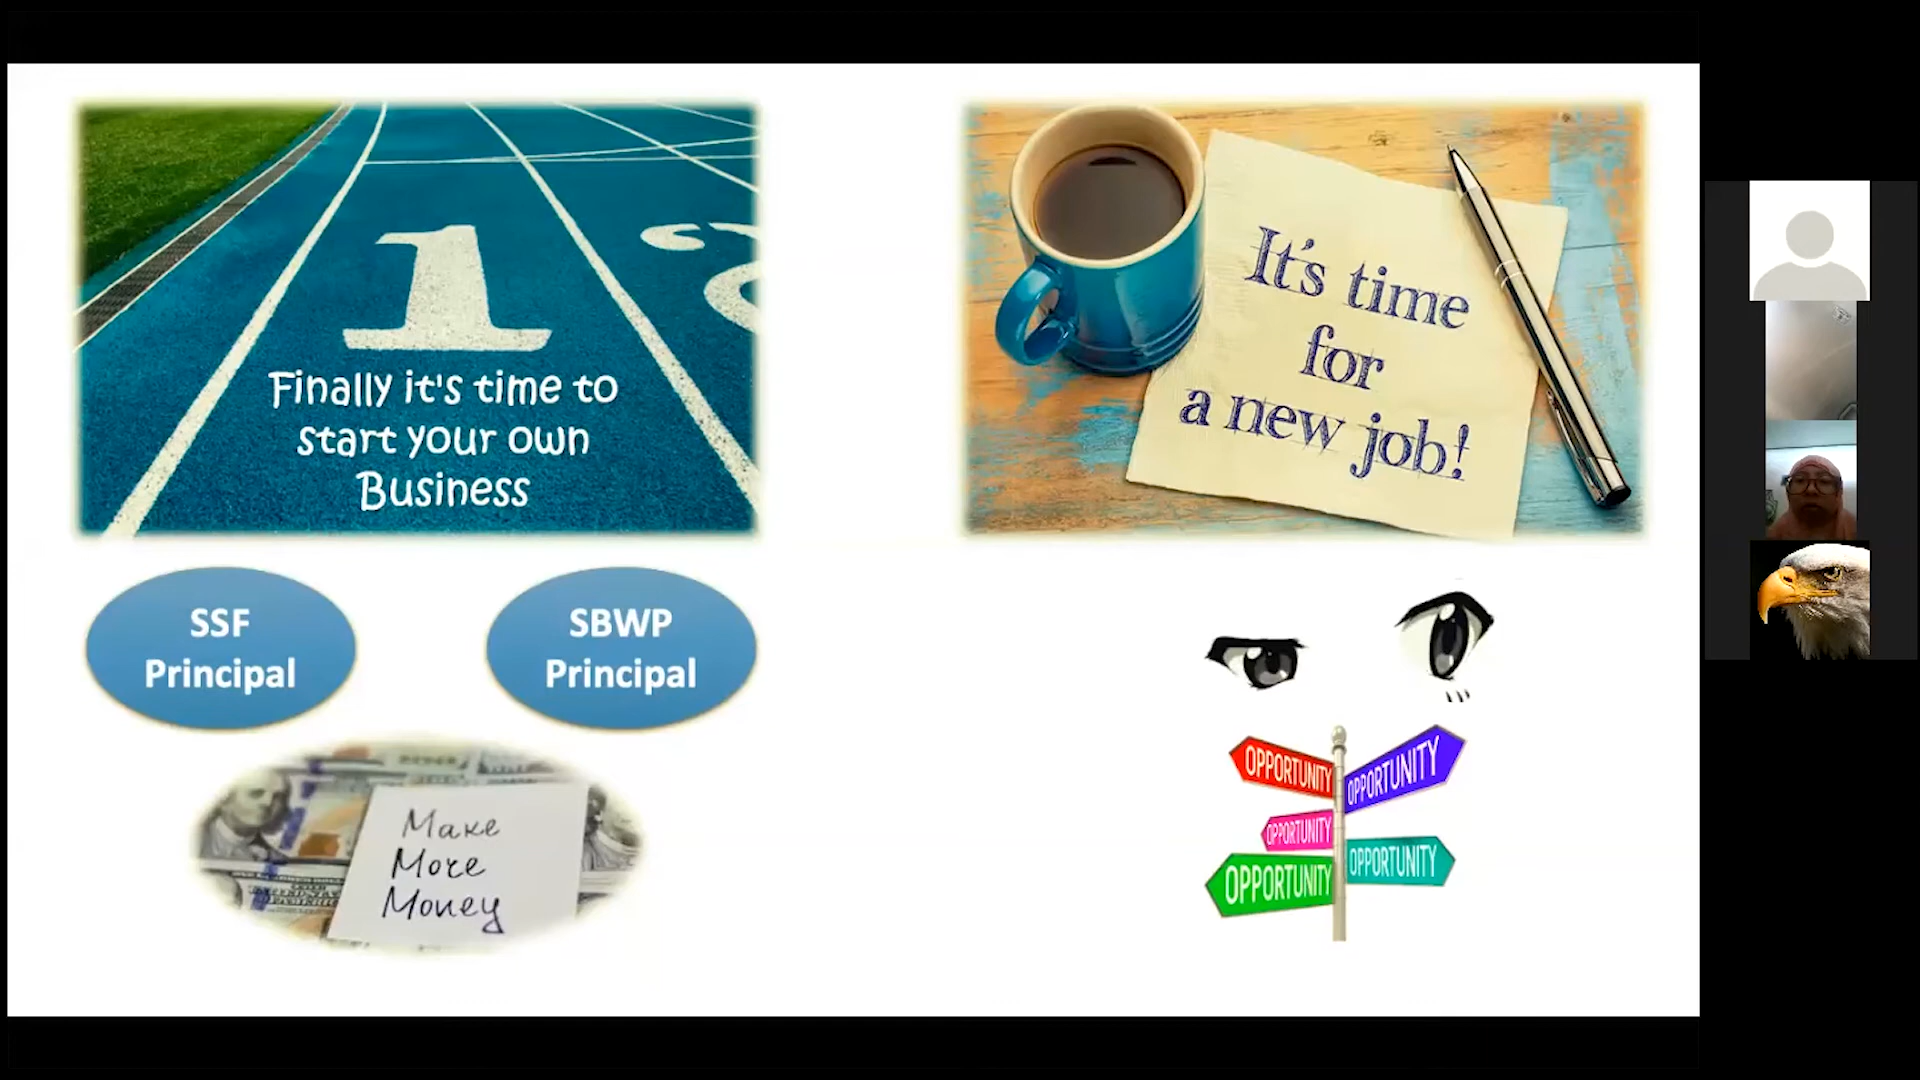 1
Finally it's time to
start your own
Business
It's time
for
a new job!
SSF
Principal
SBWP
Principal
Make
More
Money
OPPORTUNITY
OPPORTUNITY
OPPORTUNITY
OPPORTUNITY
OPPORTUNITY